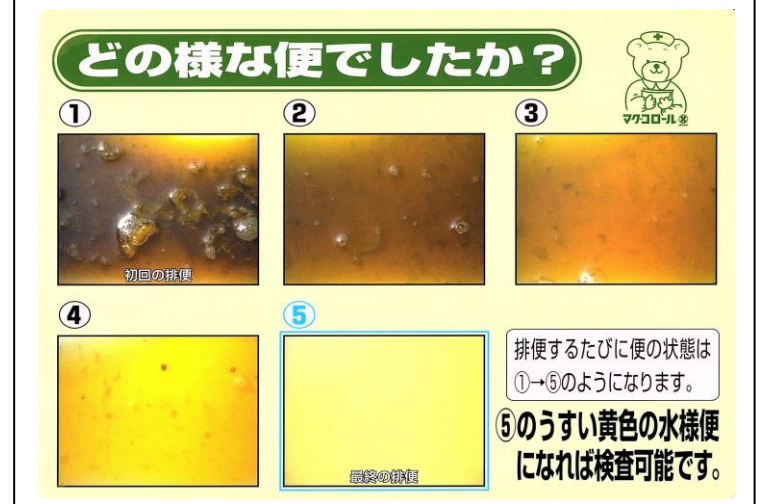 どの様な便でしたか？
マグコロール®
①
②
③
初回の排便
④
⑤
最終の排便
排便するたびに便の状態は
①→⑤のようになります。
⑤のうすい黄色の水様便
になれば検査可能です。